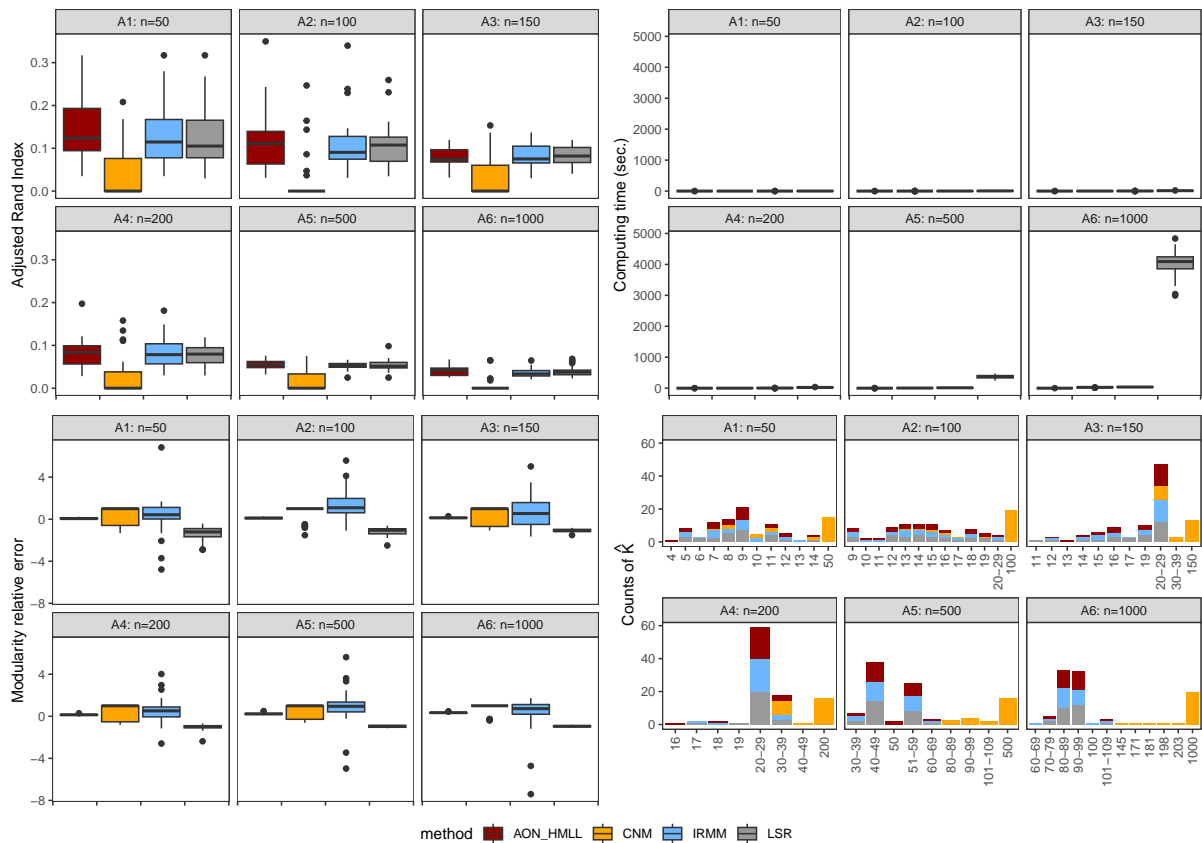 A1: n=50 A2: n=100 A3: n=150
0.3
0.2
0.1
0.0
A4: n=200 A5: n=500 A6: n=1000
0.3
0.2
0.1
0.0
Adjusted Rand Index
A1: n=50 A2: n=100 A3: n=150
5000
4000
3000
2000
1000
0
A4: n=200 A5: n=500 A6: n=1000
5000
4000
3000
2000
1000
0
Computing time (sec.)
A1: n=50 A2: n=100 A3: n=150
4
0
−4
−8
A4: n=200 A5: n=500 A6: n=1000
4
0
−4
−8
Modularity relative error
A1: n=50 A2: n=100 A3: n=150
60
40
20
0
4 5 6 7 8 9 10 11 12 13 14 50
9 10 11 12 13 14 15 16 17 18 19 20−29 100
11 12 13 14 15 16 17 19 20−29 30−39 150
A4: n=200 A5: n=500 A6: n=1000
60
40
20
0
16 17 18 19 20−29 30−39 40−49 200
30−39 40−49 50 51−59 60−69 80−89 90−99 101−109 500
60−69 70−79 80−89 90−99 100 101−109 145 171 181 198 203 1000
Counts of K̂
method AON_HMLL CNM IRMM LSR